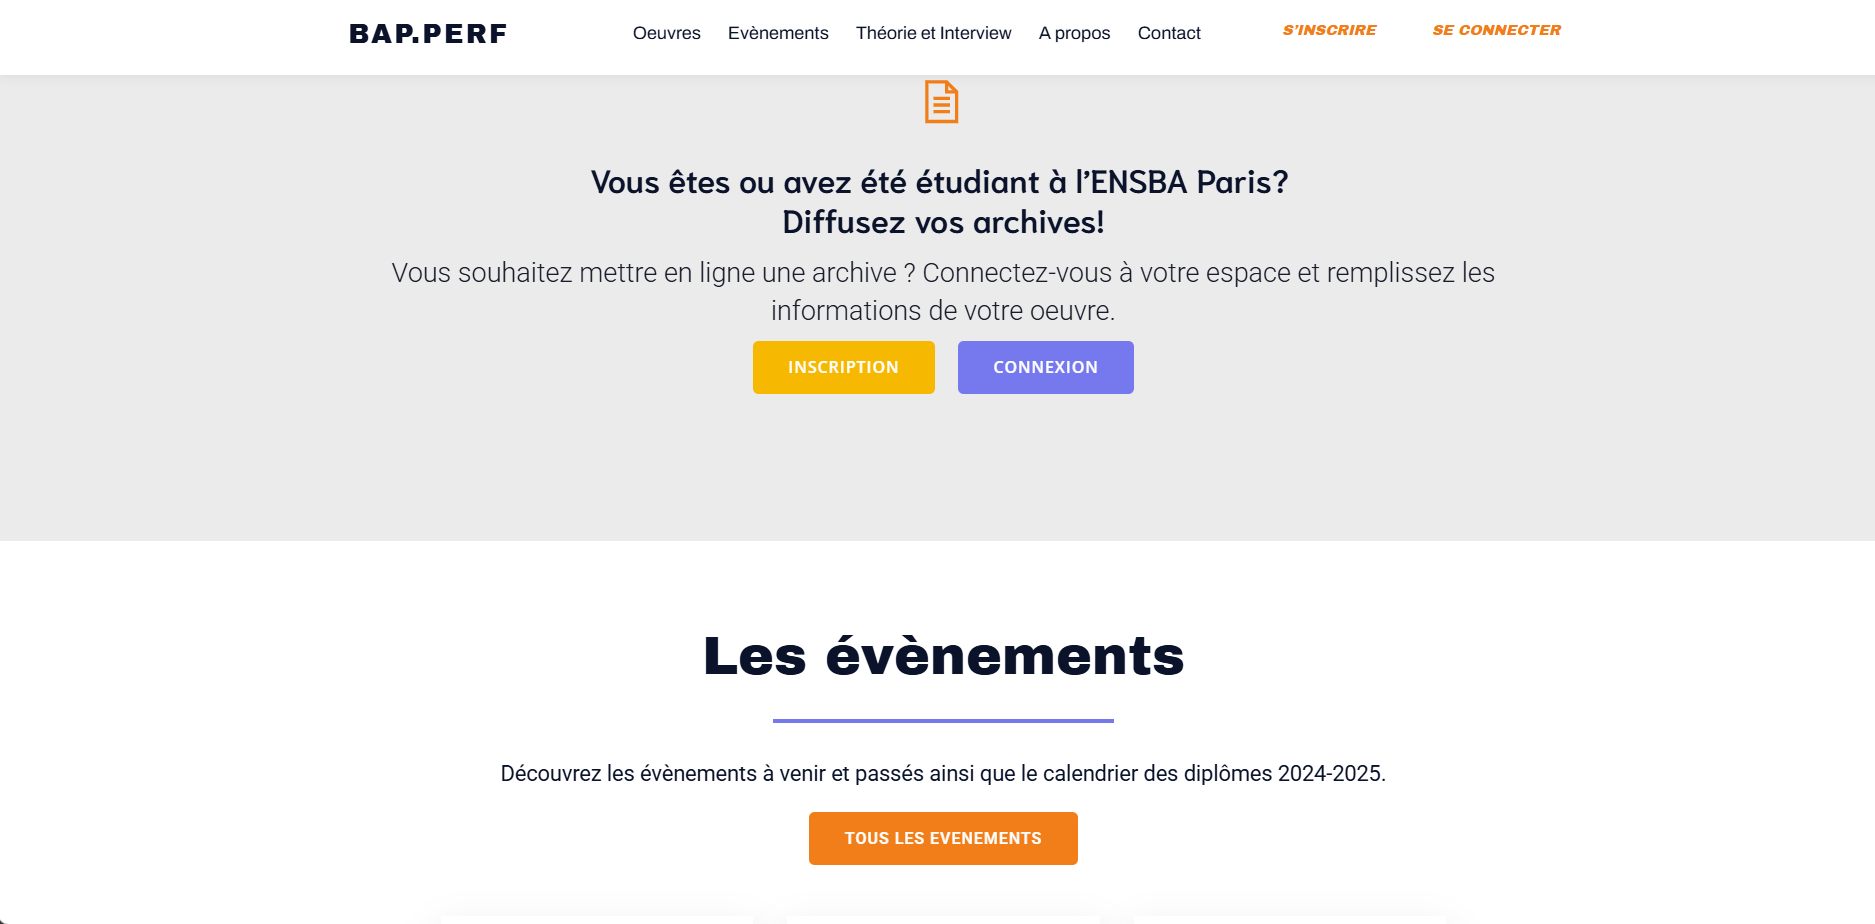 BAP.PERF
Oeuvres Evènements Théorie et Interview A propos Contact
S'INSCRIRE SE CONNECTER
Vous êtes ou avez été étudiant à l'ENSBA Paris?
Diffusez vos archives!
Vous souhaitez mettre en ligne une archive ? Connectez-vous à votre espace et remplissez les
informations de votre oeuvre.
INSCRIPTION CONNEXION
Les évènements
Découvrez les évènements à venir et passés ainsi que le calendrier des diplômes 2024-2025.
TOUS LES EVENEMENTS